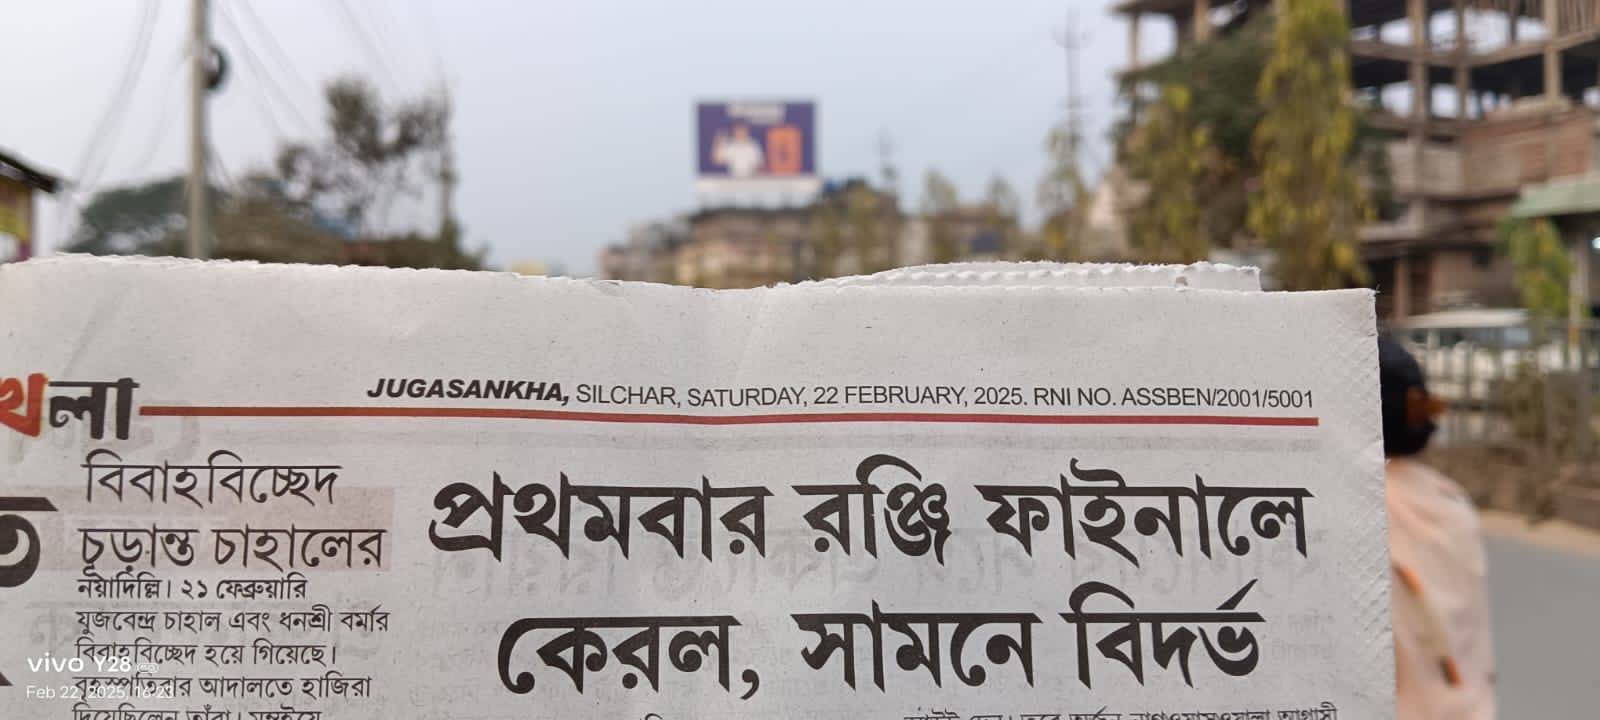 খেলা
JUGASANKHA, SILCHAR, SATURDAY, 22 FEBRUARY, 2025. RNI NO. ASSBEN/2001/5001
বিবাহবিচ্ছেদ
চূড়ান্ত চাহালের
নয়াদিল্লি। ২১ ফেব্রুয়ারি
যুজবেন্দ্র চাহাল এবং ধনশ্রী বর্মার
বিবাহবিচ্ছেদ হয়ে গিয়েছে।
বৃহস্পতিবার আদালতে হাজিরা
দিয়েছিলেন তাঁরা।
প্রথমবার রঞ্জি ফাইনালে
কেরল, সামনে বিদর্ভ
vivo Y28 5G
Feb 22, 2025, 16:23